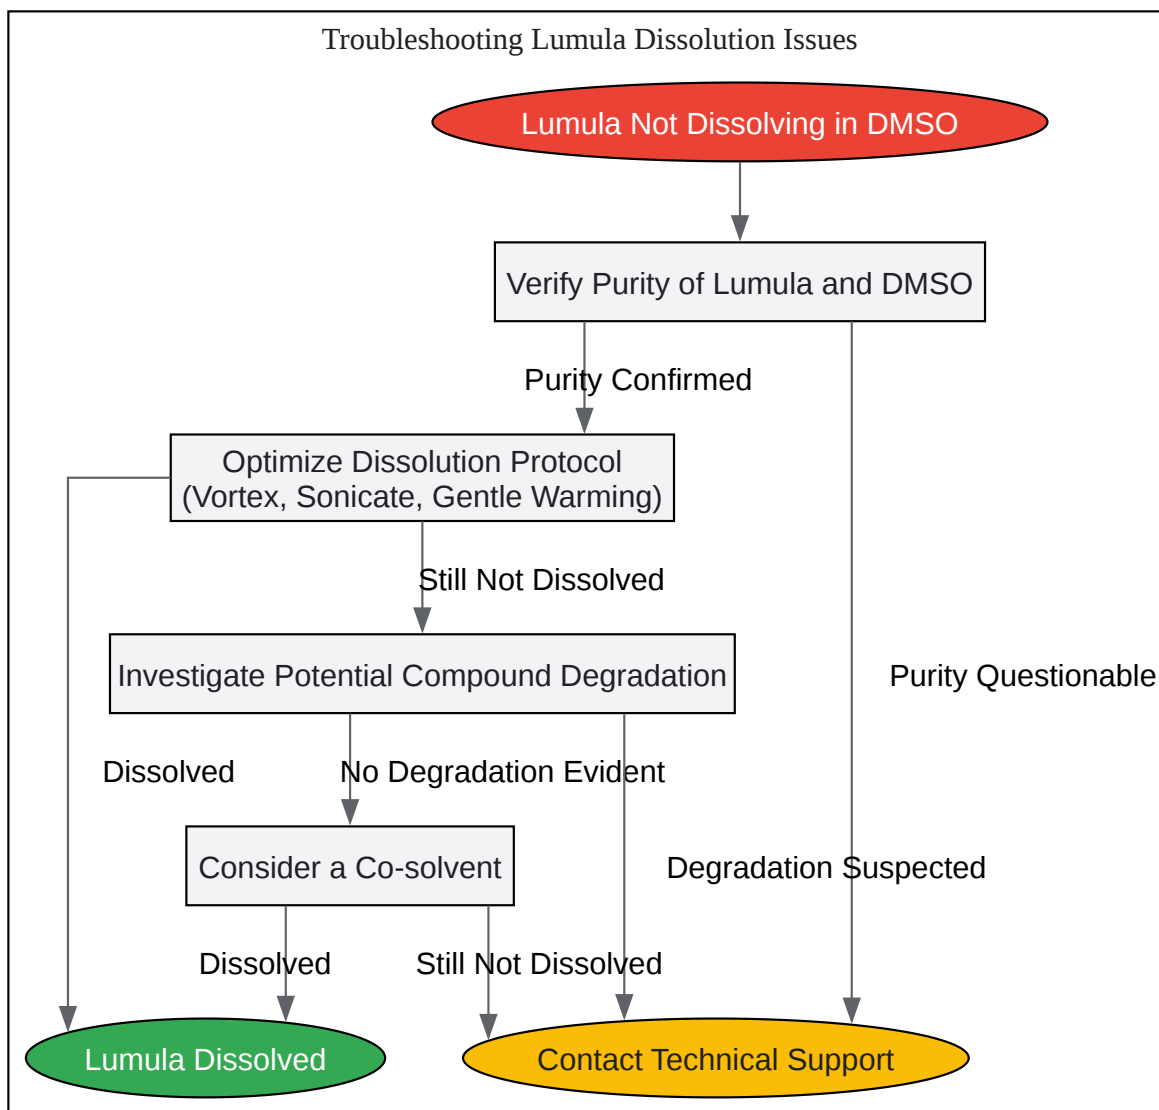 Troubleshooting Lumula Dissolution Issues
Lumula Not Dissolving in DMSO
Verify Purity of Lumula and DMSO
Purity Confirmed
Optimize Dissolution Protocol
(Vortex, Sonicate, Gentle Warming)
Still Not Dissolved
Investigate Potential Compound Degradation
Purity Questionable
Dissolved
No Degradation Evident
Consider a Co-solvent
Degradation Suspected
Dissolved
Still Not Dissolved
Lumula Dissolved
Contact Technical Support